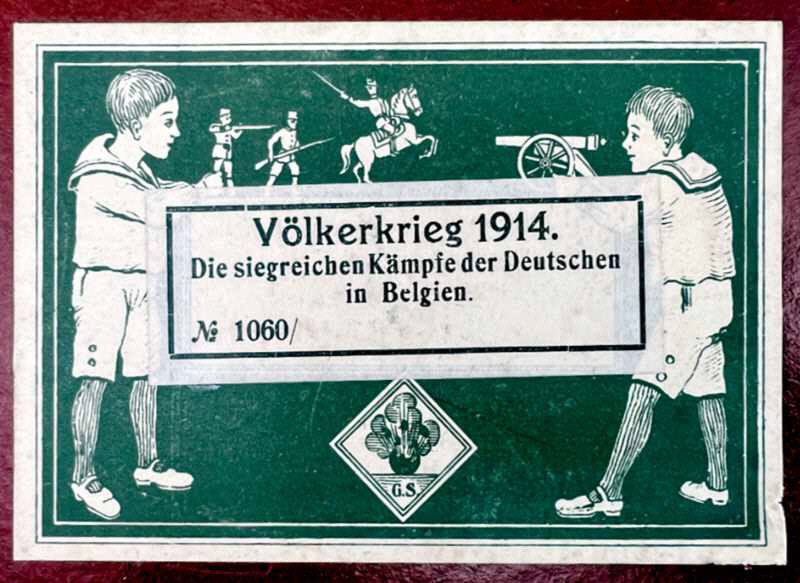 Völkerkrieg 1914.
Die siegreichen Kämpfe der Deutschen
in Belgien.
№ 1060/
G.S.